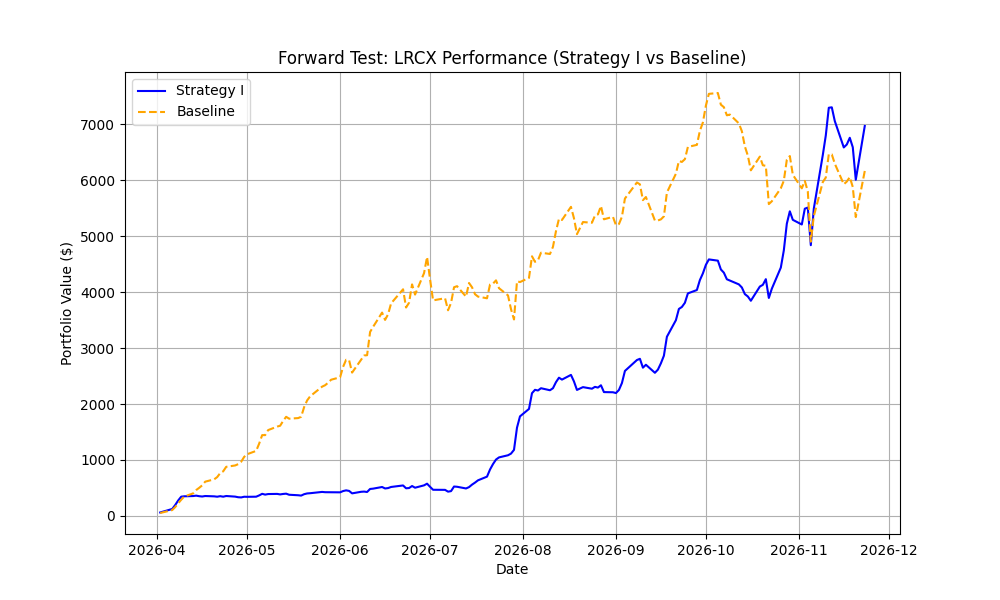 Forward Test: LRCX Performance (Strategy I vs Baseline)
Strategy I
Baseline
Portfolio Value ($)
7000
6000
5000
4000
3000
2000
1000
0
2026-04 2026-05 2026-06 2026-07 2026-08 2026-09 2026-10 2026-11 2026-12
Date